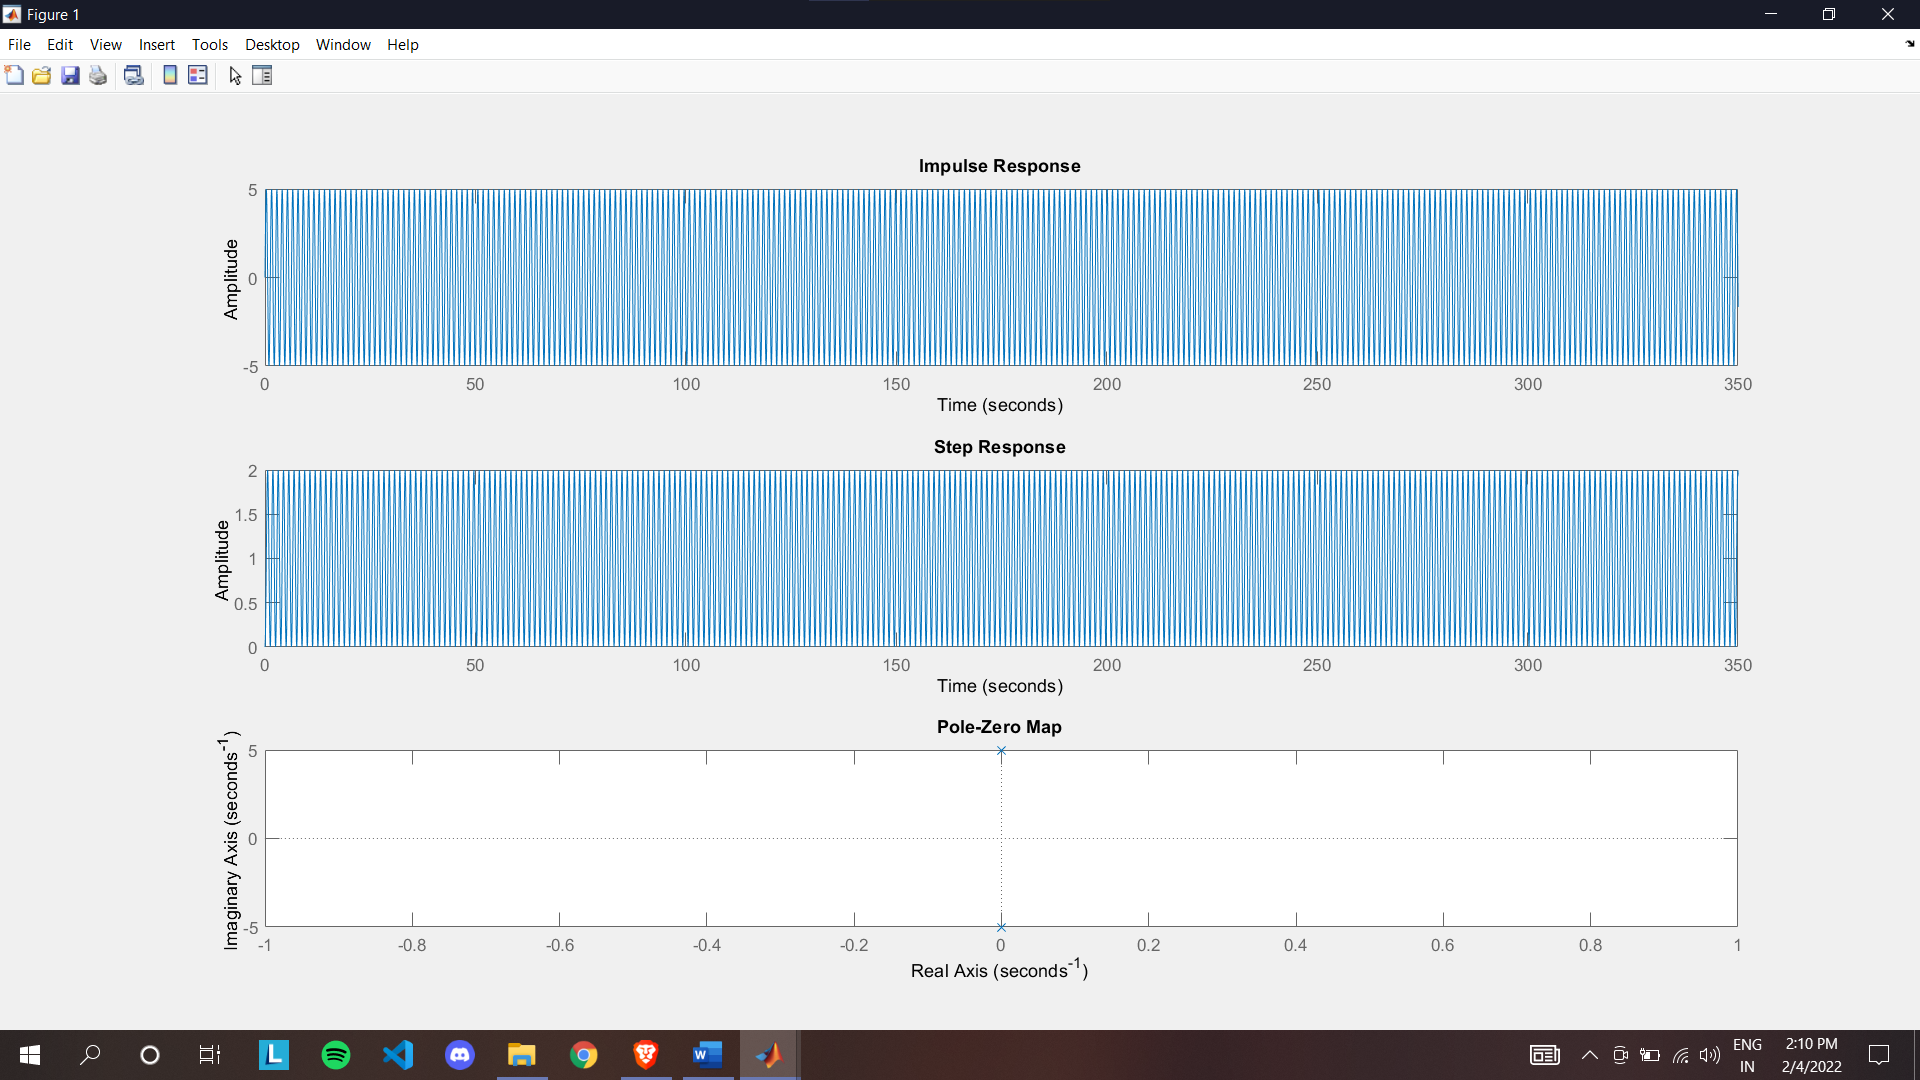 Figure 1
File Edit View Insert Tools Desktop Window Help
Impulse Response
Amplitude
5
0
-5
0 50 100 150 200 250 300 350
Time (seconds)
Step Response
Amplitude
2
1.5
1
0.5
0
0 50 100 150 200 250 300 350
Time (seconds)
Pole-Zero Map
Imaginary Axis (seconds⁻¹)
5
0
-5
-1 -0.8 -0.6 -0.4 -0.2 0 0.2 0.4 0.6 0.8 1
Real Axis (seconds⁻¹)
L
W
ENG
IN
2:10 PM
2/4/2022